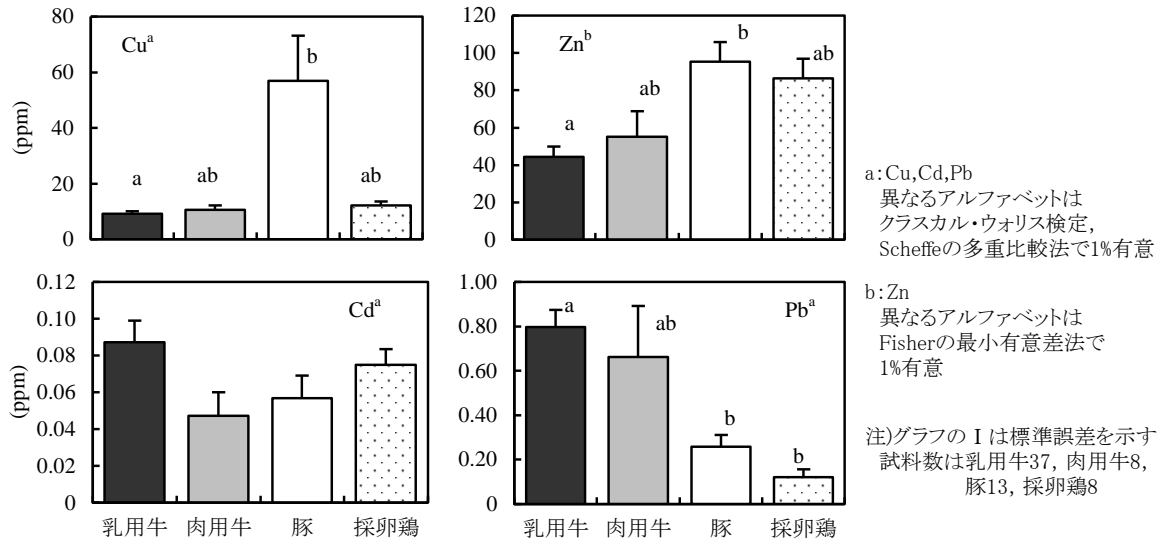 80
60
40
20
0
(ppm)
Cuᵃ
a
ab
b
ab
120
100
80
60
40
20
0
Znᵇ
a
ab
b
ab
0.12
0.10
0.08
0.06
0.04
0.02
0
(ppm)
Cdᵃ
乳用牛 肉用牛 豚 採卵鶏
1.00
0.80
0.60
0.40
0.20
0.00
Pbᵃ
a
ab
b
b
乳用牛 肉用牛 豚 採卵鶏
a:Cu,Cd,Pb
異なるアルファベットは
クラスカル・ウォリス検定,
Scheffeの多重比較法で1%有意
b:Zn
異なるアルファベットは
Fisherの最小有意差法で
1%有意
注)グラフの I は標準誤差を示す
試料数は乳用牛37, 肉用牛8,
豚13, 採卵鶏8